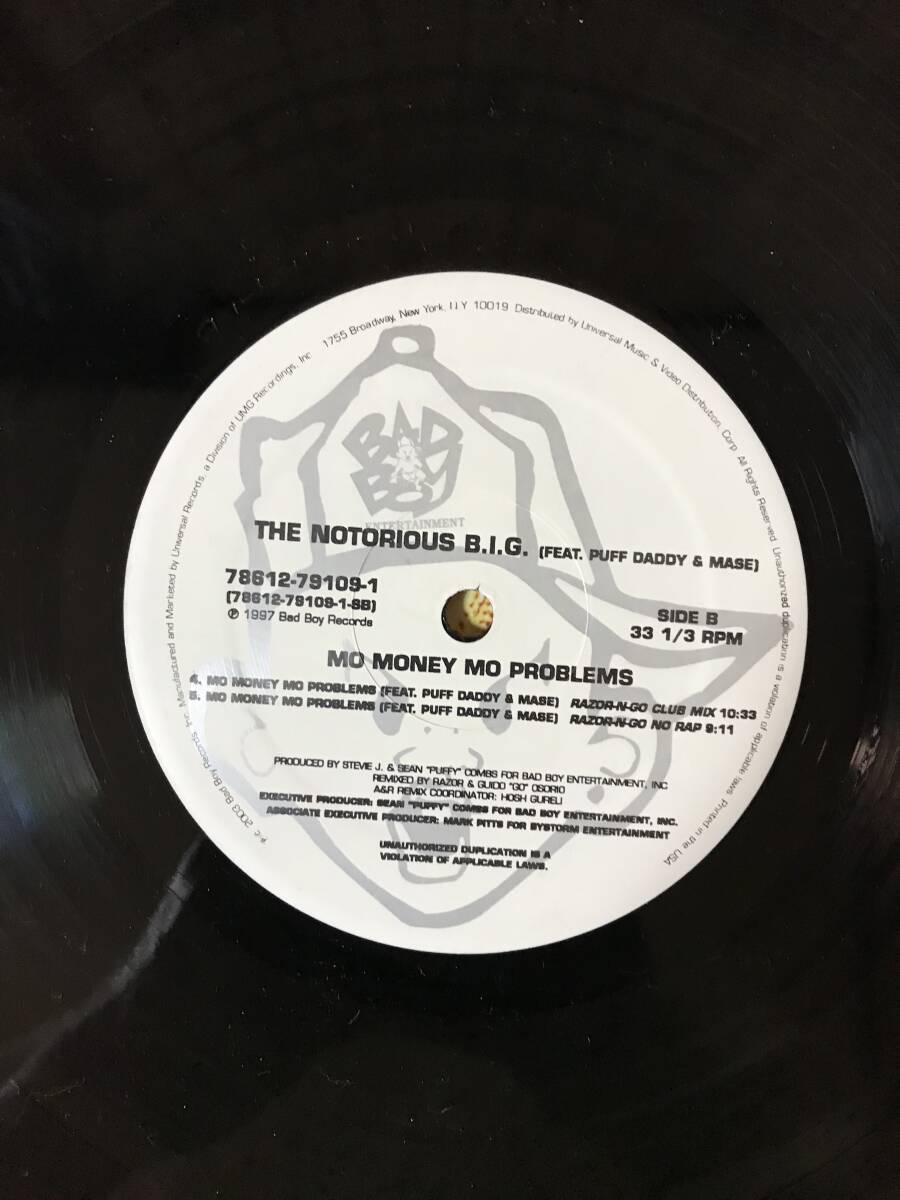 ℗ © 2003 Bad Boy Records, Inc. Manufactured and Marketed by Universal Records, a Division of UMG Recordings, Inc. 1755 Broadway, New York, NY 10019 Distributed by Universal Music & Video Distribution, Corp. All Rights Reserved. Unauthorized duplication is a violation of applicable laws. Printed in the USA
BAD
BOY
ENTERTAINMENT
THE NOTORIOUS B.I.G. (FEAT. PUFF DADDY & MASE)
78612-79109-1
(78612-79109-1-SB)
℗ 1997 Bad Boy Records
SIDE B
33 1/3 RPM
MO MONEY MO PROBLEMS
4. MO MONEY MO PROBLEMS (FEAT. PUFF DADDY & MASE) RAZOR-N-GO CLUB MIX 10:33
5. MO MONEY MO PROBLEMS (FEAT. PUFF DADDY & MASE) RAZOR-N-GO NO RAP 9:11
PRODUCED BY STEVIE J. & SEAN "PUFFY" COMBS FOR BAD BOY ENTERTAINMENT, INC
REMIXED BY RAZOR & GUIDO "GO" OSORIO
A&R REMIX COORDINATOR: HOSH GURELI
EXECUTIVE PRODUCER: SEAN "PUFFY" COMBS FOR BAD BOY ENTERTAINMENT, INC.
ASSOCIATE EXECUTIVE PRODUCER: MARK PITTS FOR BYSTORM ENTERTAINMENT
UNAUTHORIZED DUPLICATION IS A
VIOLATION OF APPLICABLE LAWS.